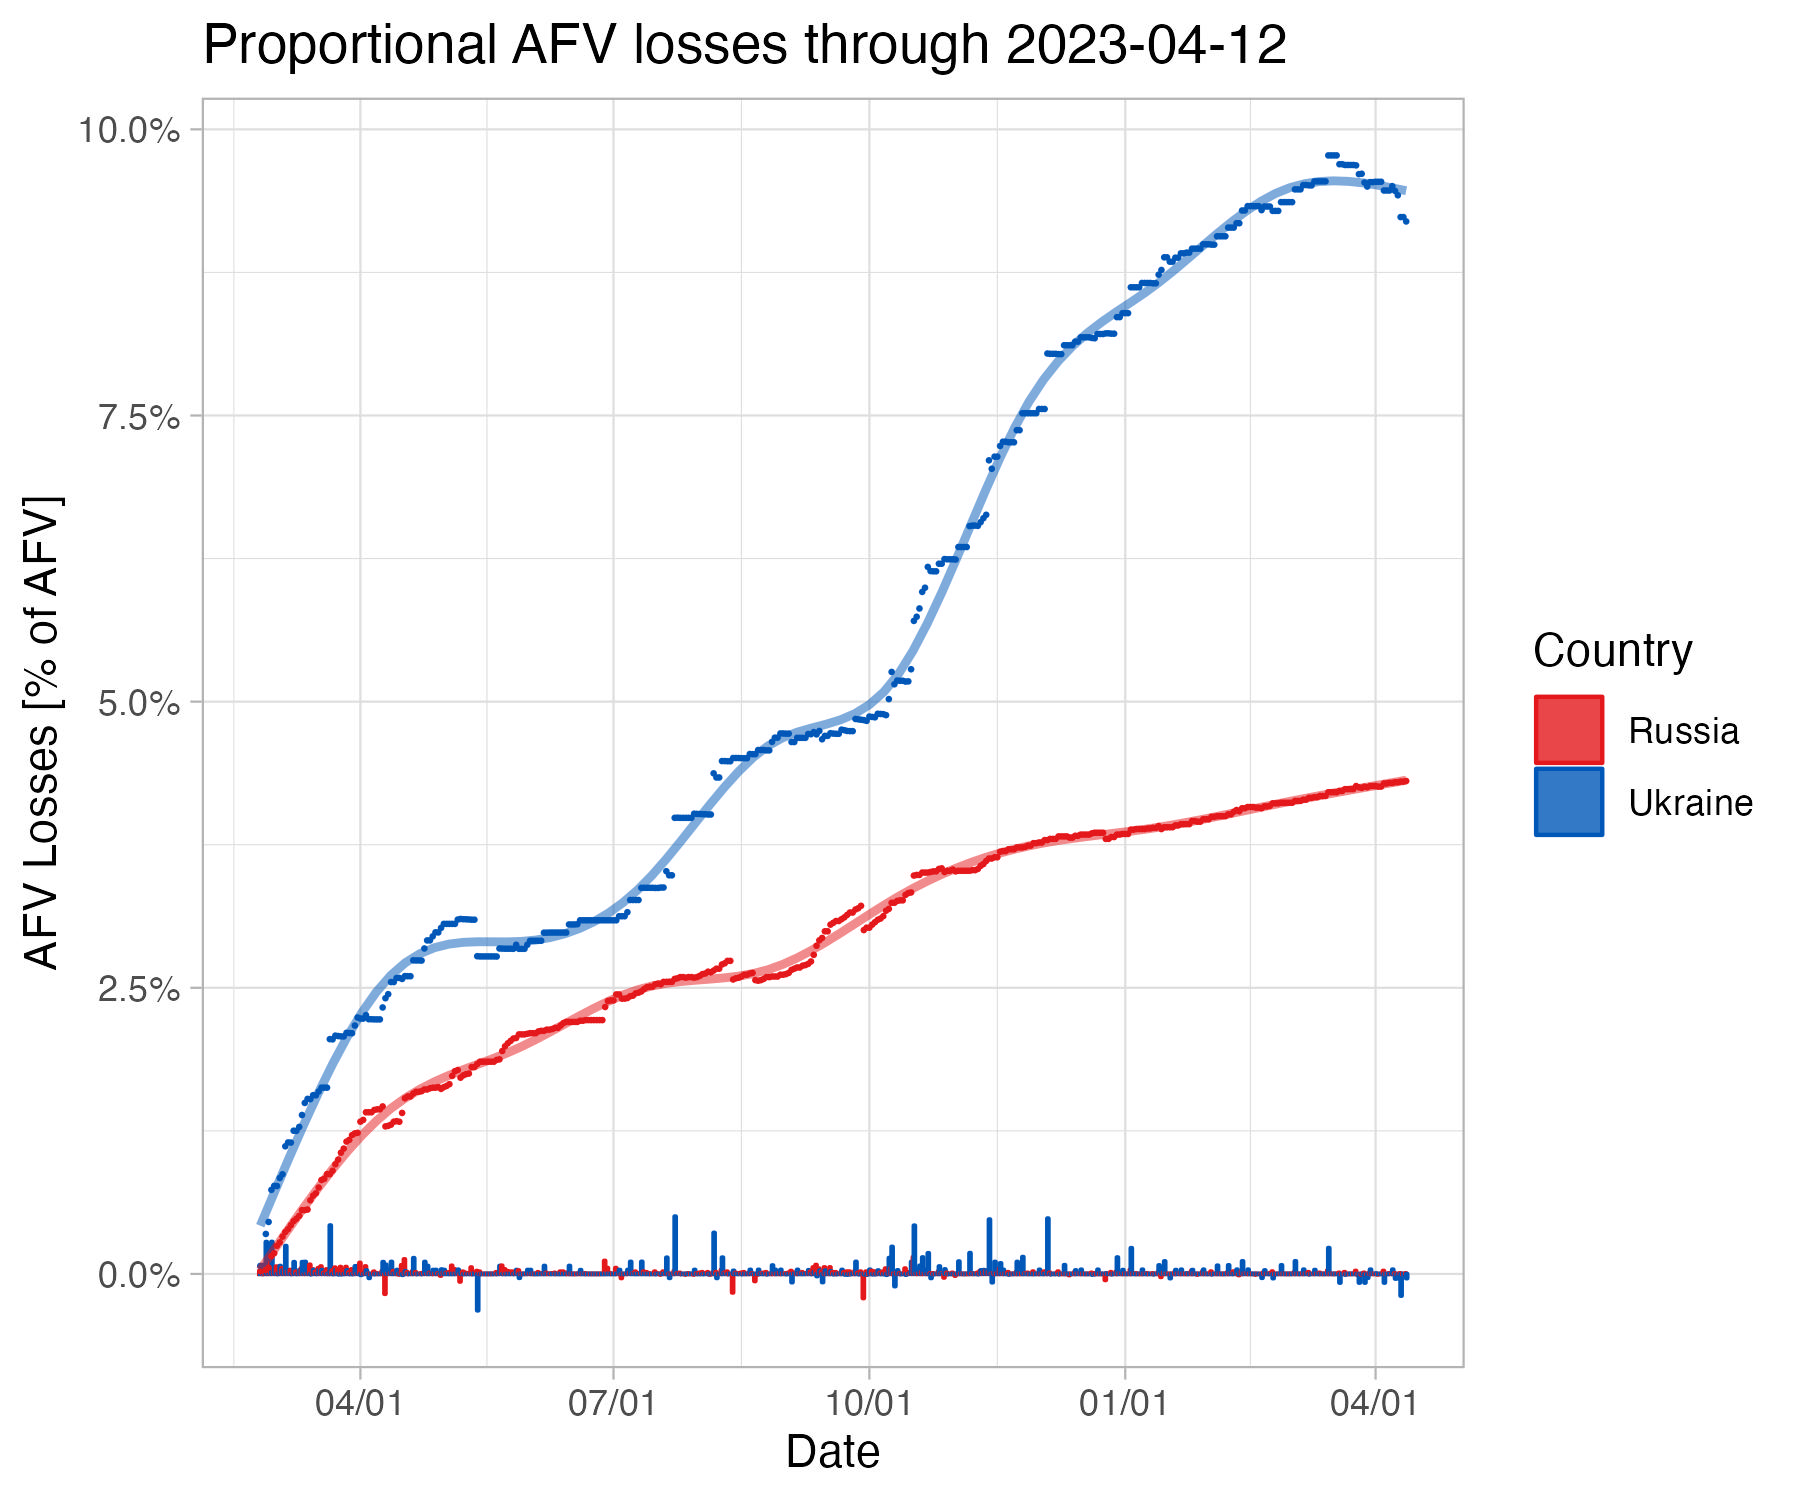 Proportional AFV losses through 2023-04-12
AFV Losses [% of AFV]
10.0%
7.5%
5.0%
2.5%
0.0%
04/01
07/01
10/01
01/01
04/01
Date
Country
Russia
Ukraine